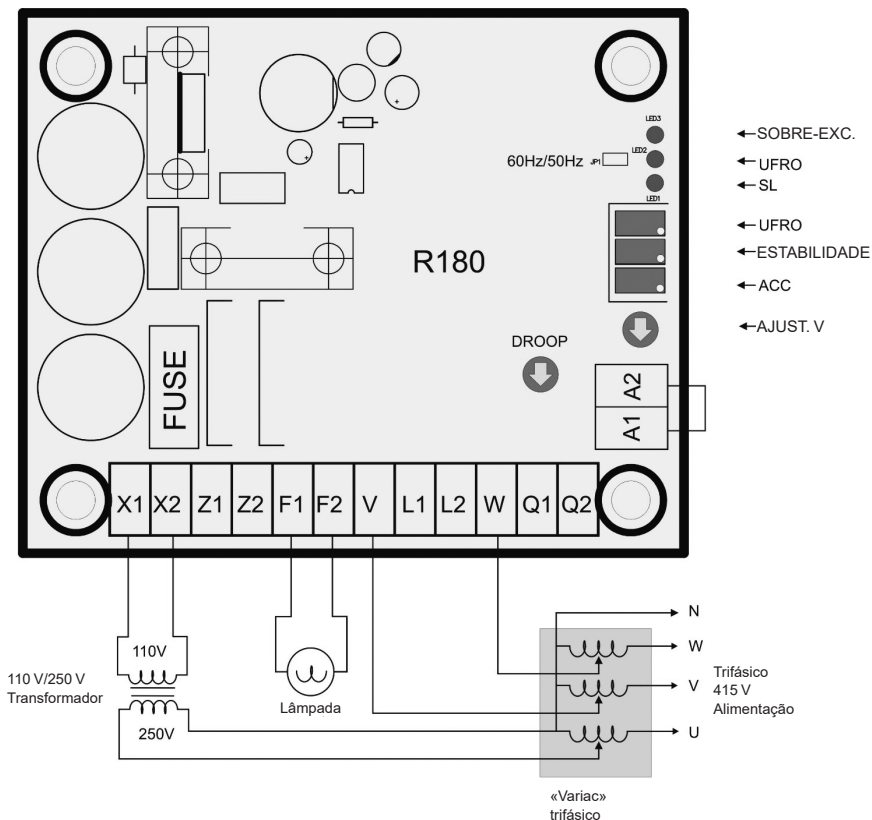 LED3
SOBRE-EXC.
60Hz/50Hz
JP1
LED2
UFRO
SL
LED1
UFRO
R180
ESTABILIDADE
ACC
AJUST. V
DROOP
FUSE
A2
A1
X1 X2 Z1 Z2 F1 F2 V L1 L2 W Q1 Q2
N
110V
W
110 V/250 V
Transformador
Trifásico
415 V
Alimentação
V
Lâmpada
250V
U
«Variac»
trifásico